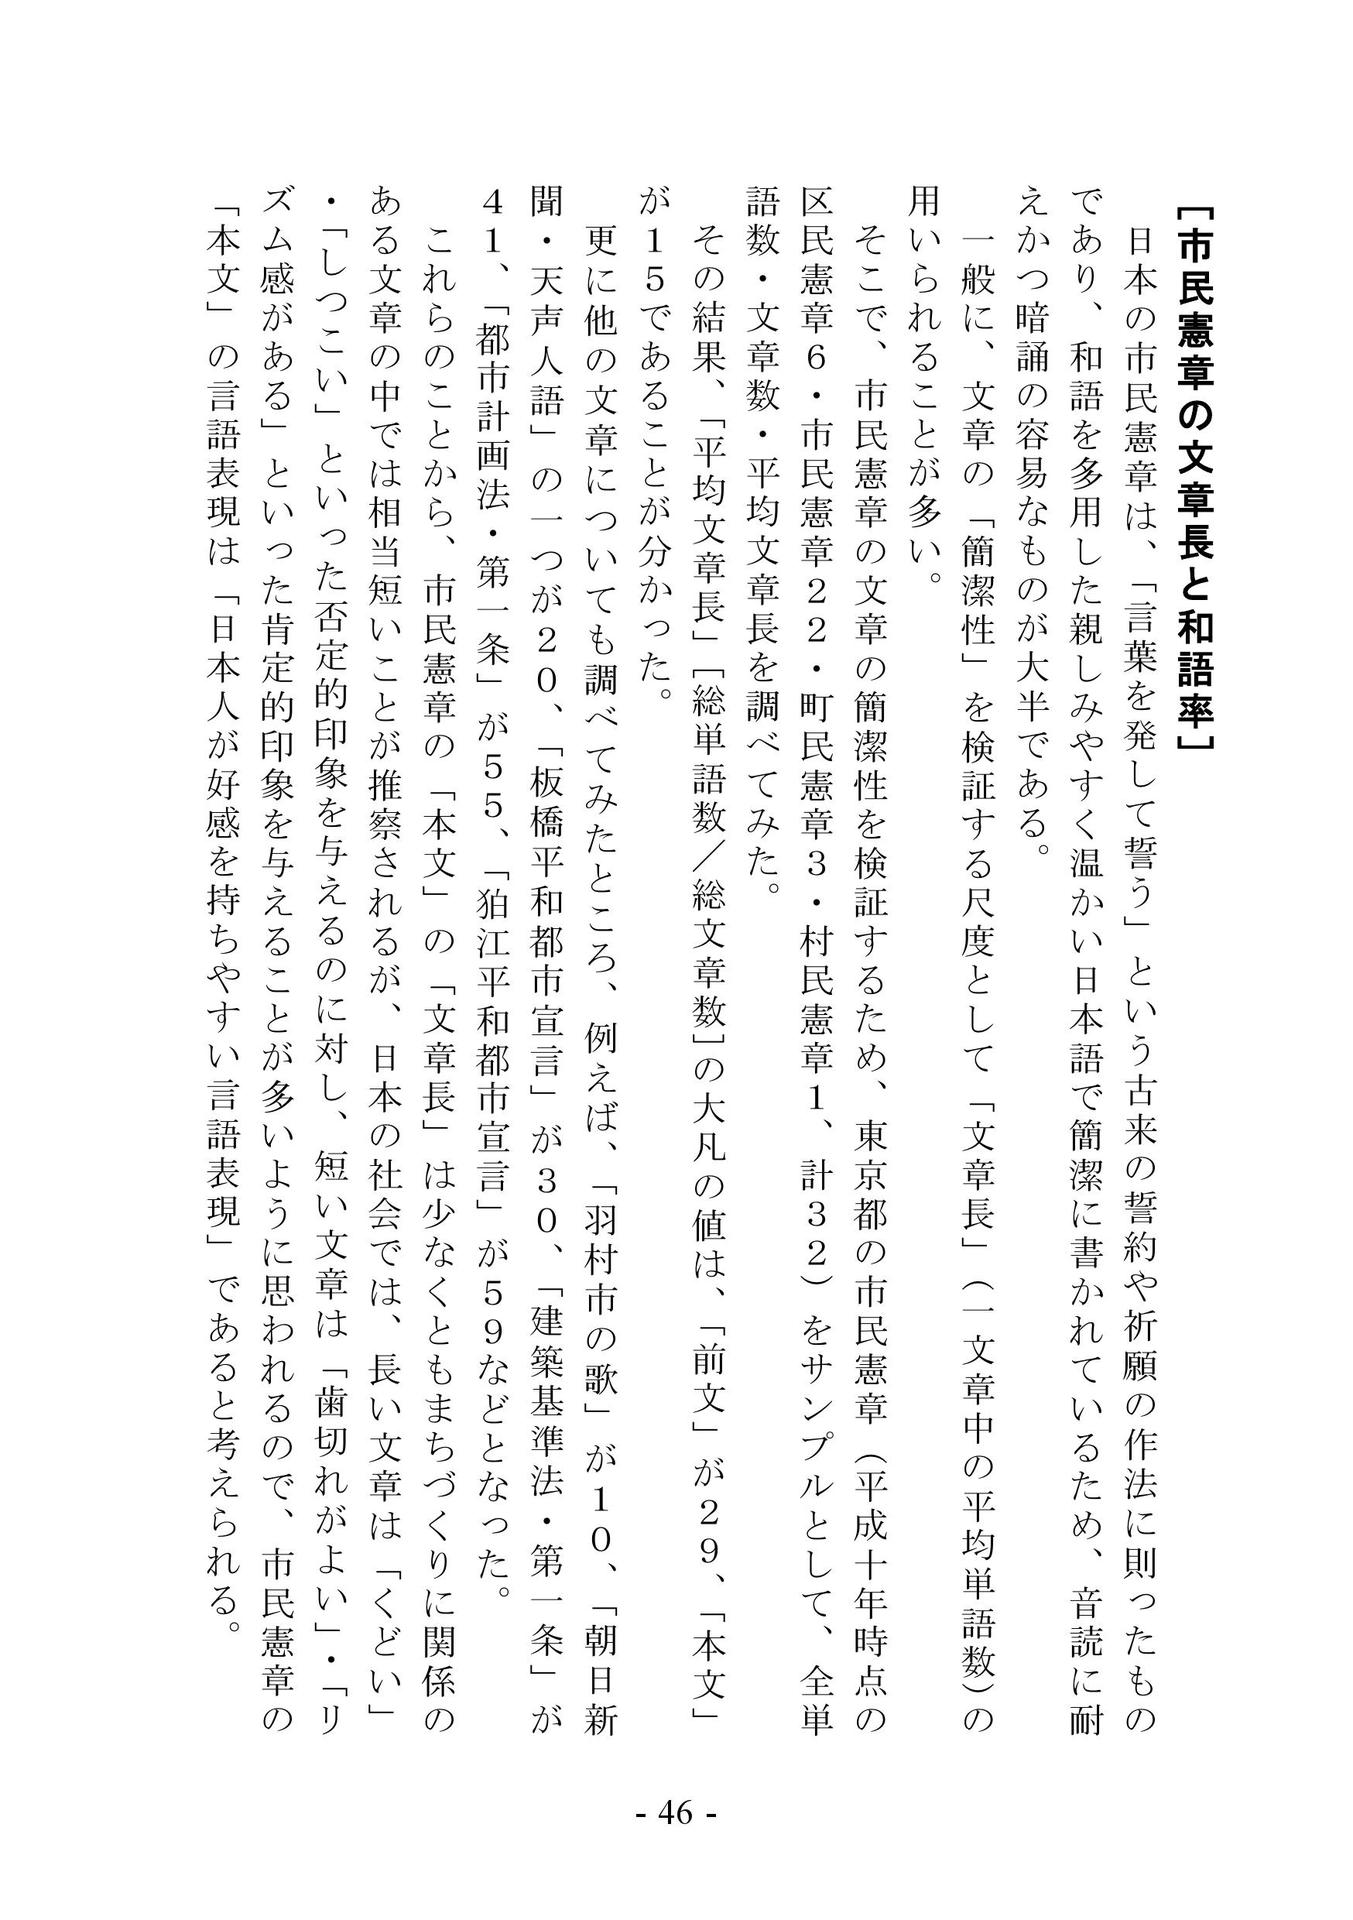 [市民憲章の文章長と和語率]
日本の市民憲章は、「言葉を発して誓う」という古来の誓約や祈願の作法に則ったもの
であり、和語を多用した親しみやすく温かい日本語で簡潔に書かれているため、音読に耐
えかつ暗誦の容易なものが大半である。
一般に、文章の「簡潔性」を検証する尺度として「文章長」(一文章中の平均単語数)の
用いられることが多い。
そこで、市民憲章の文章の簡潔性を検証するため、東京都の市民憲章(平成十年時点の
区民憲章6・市民憲章22・町民憲章3・村民憲章1、計32)をサンプルとして、全単
語数・文章数・平均文章長を調べてみた。
その結果、「平均文章長」[総単語数/総文章数]の大凡の値は、「前文」が29、「本文」
が15であることが分かった。
更に他の文章についても調べてみたところ、例えば、「羽村市の歌」が10、「朝日新
聞・天声人語」の一つが20、「板橋平和都市宣言」が30、「建築基準法・第一条」が
41、「都市計画法・第一条」が55、「狛江平和都市宣言」が59などとなった。
これらのことから、市民憲章の「本文」の「文章長」は少なくともまちづくりに関係の
ある文章の中では相当短いことが推察されるが、日本の社会では、長い文章は「くどい」
・「しつこい」といった否定的印象を与えるのに対し、短い文章は「歯切れがよい」・「リ
ズム感がある」といった肯定的印象を与えることが多いように思われるので、市民憲章の
「本文」の言語表現は「日本人が好感を持ちやすい言語表現」であると考えられる。
- 46 -